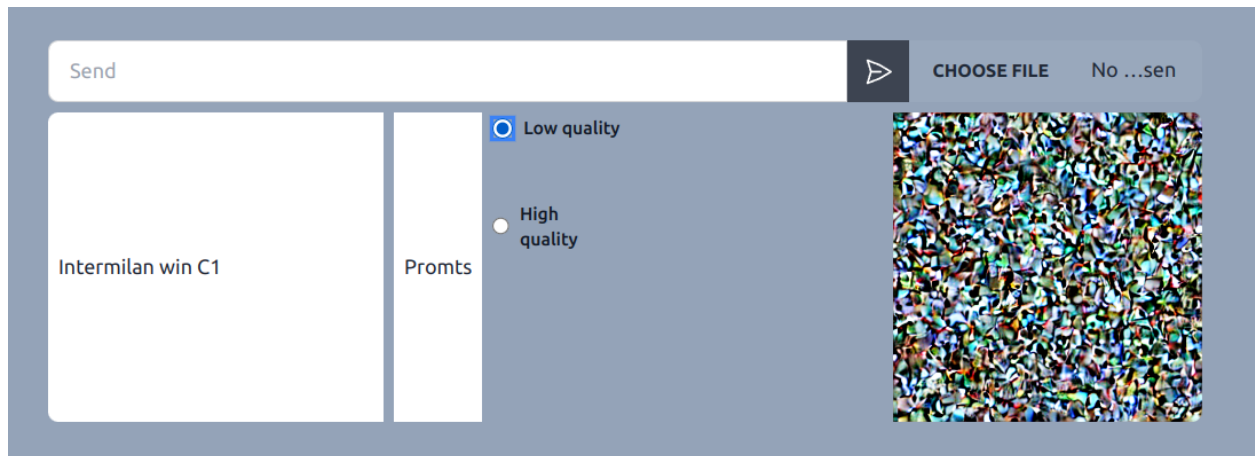 Send
CHOOSE FILE
No ...sen
Intermilan win C1
Promts
Low quality
High
quality